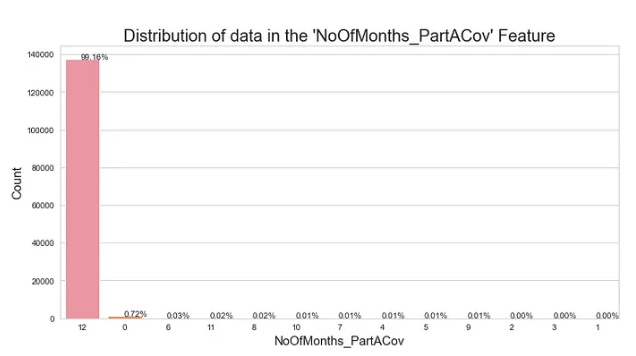 Distribution of data in the 'NoOfMonths_PartACov' Feature
140000
120000
100000
80000
60000
40000
20000
0
Count
99.16% 0.72% 0.03% 0.02% 0.02% 0.01% 0.01% 0.01% 0.01% 0.01% 0.00% 0.00% 0.00%
12 0 6 11 8 10 7 4 5 9 2 3 1
NoOfMonths_PartACov